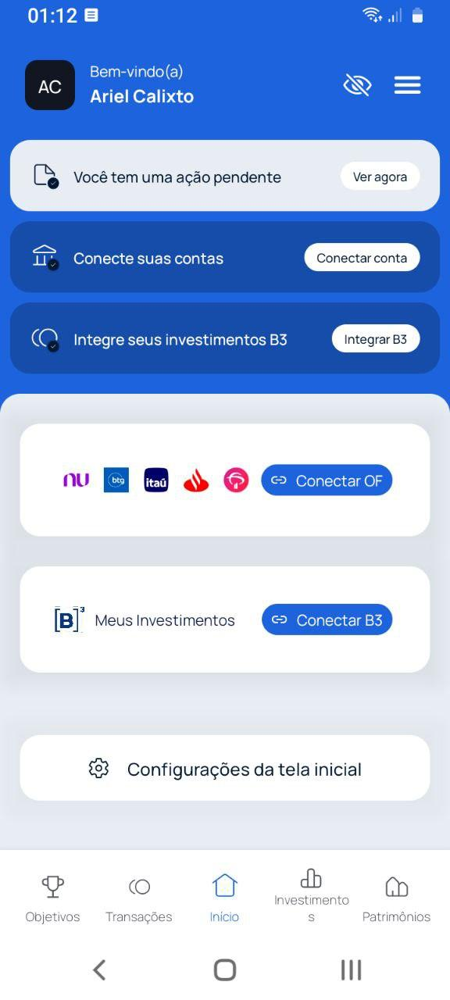 01:12
AC
Bem-vindo(a)
Ariel Calixto
Você tem uma ação pendente
Ver agora
Conecte suas contas
Conectar conta
Integre seus investimentos B3
Integrar B3
nu
btg
itaú
Conectar OF
[B]³
Meus Investimentos
Conectar B3
Configurações da tela inicial
Objetivos
Transações
Início
Investimento
s
Patrimônios